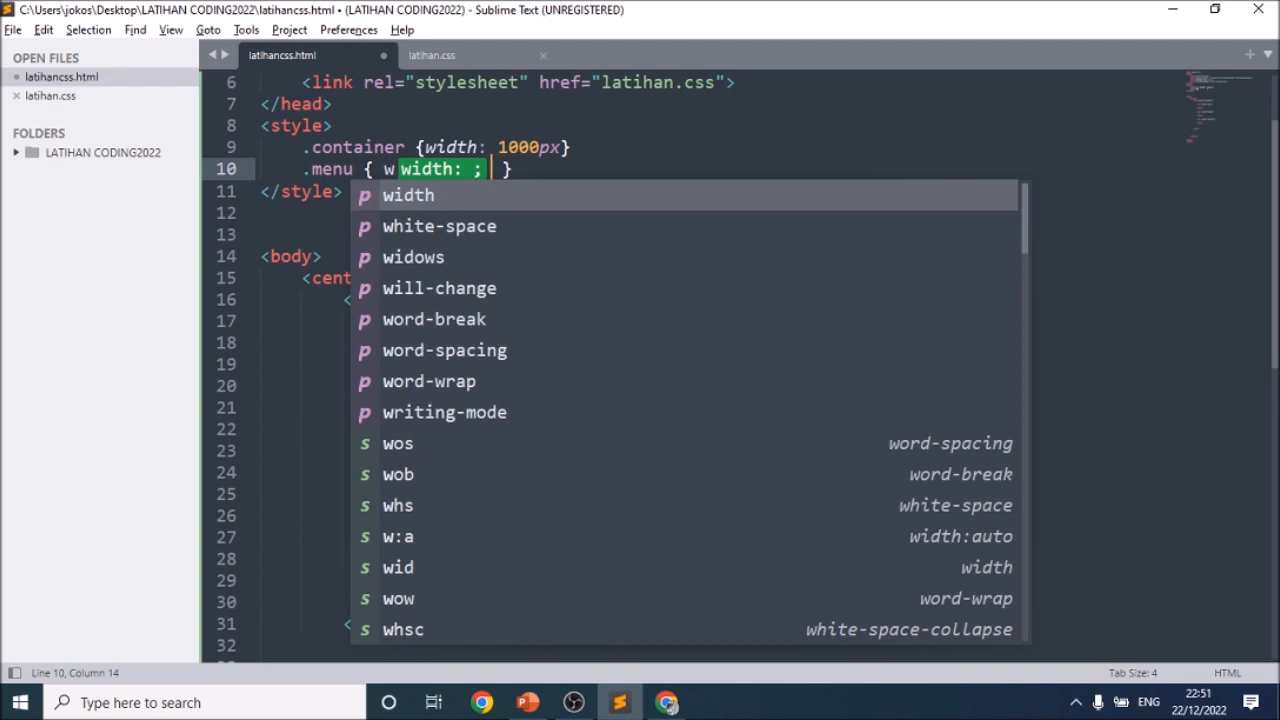 C:\Users\jokos\Desktop\LATIHAN CODING2022\latihancss.html • (LATIHAN CODING2022) - Sublime Text (UNREGISTERED)
File Edit Selection Find View Goto Tools Project Preferences Help
OPEN FILES
latihancss.html
latihan.css
FOLDERS
LATIHAN CODING2022
latihancss.html
latihan.css
6 <link rel="stylesheet" href="latihan.css">
7 </head>
8 <style>
9 .container {width: 1000px}
10 .menu { w width: ; }
11 </style>
12
13
14 <body>
15 <cent
16 <
17
18
19
20
21
22
23
24
25
26
27
28
29
30
31 <
32
p width
p white-space
p widows
p will-change
p word-break
p word-spacing
p word-wrap
p writing-mode
s wos word-spacing
s wob word-break
s whs white-space
s w:a width:auto
s wid width
s wow word-wrap
s whsc white-space-collapse
Line 10, Column 14 Tab Size: 4 HTML
Type here to search
ENG
22:51
22/12/2022